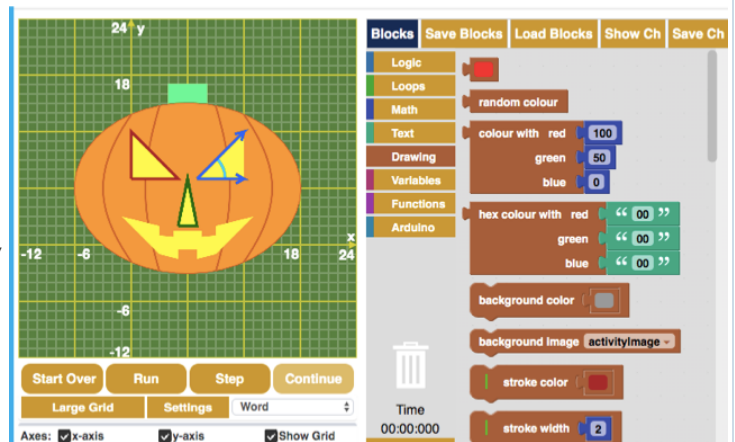 24 y
18
x
-12 -6 18 24
-6
-12
Start Over Run Step Continue
Large Grid Settings Word
Axes: x-axis y-axis Show Grid
Blocks Save Blocks Load Blocks Show Ch Save Ch
Logic
Loops
Math
Text
Drawing
Variables
Functions
Arduino
Time
00:00:000
random colour
colour with red 100
green 50
blue 0
hex colour with red “ 00 ”
green “ 00 ”
blue “ 00 ”
background color
background image activityImage
stroke color
stroke width 2